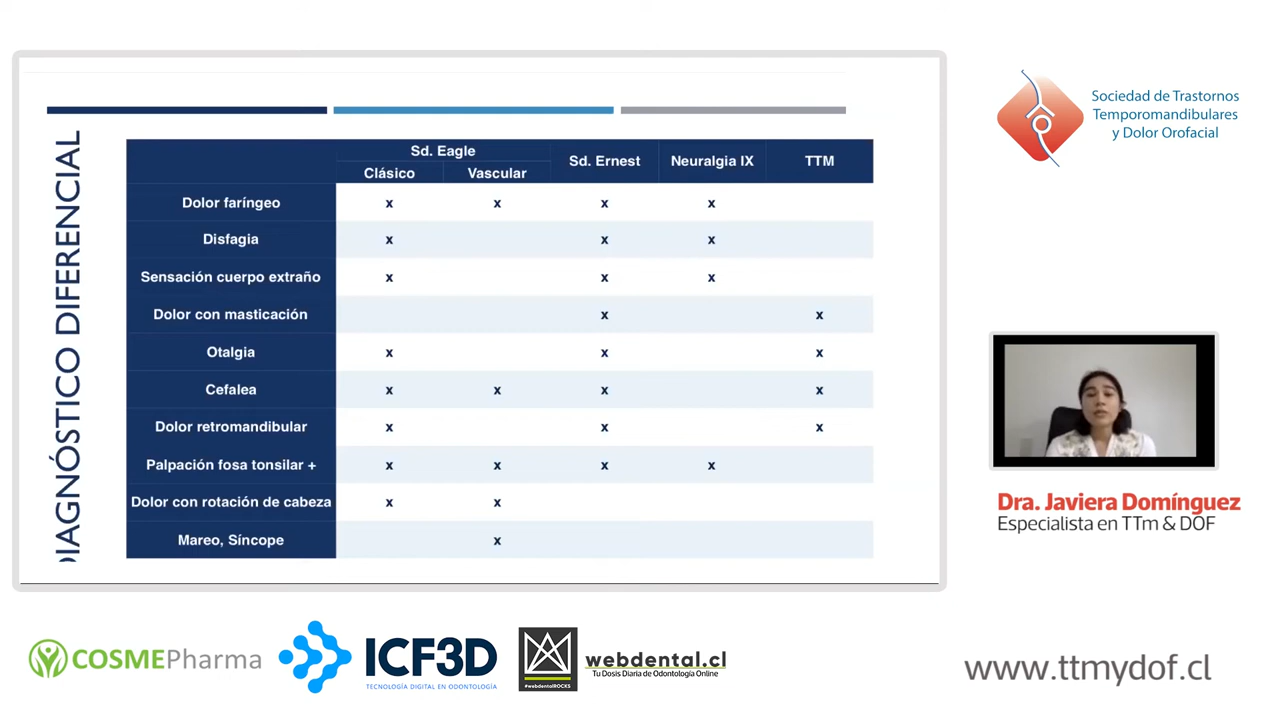 DIAGNÓSTICO DIFERENCIAL
Sd. Eagle Sd. Ernest Neuralgia IX TTM
Clásico Vascular
Dolor faríngeo x x x x
Disfagia x x x
Sensación cuerpo extraño x x x
Dolor con masticación x x
Otalgia x x x
Cefalea x x x x
Dolor retromandibular x x x
Palpación fosa tonsilar + x x x x
Dolor con rotación de cabeza x x
Mareo, Síncope x
Sociedad de Trastornos
Temporomandibulares
y Dolor Orofacial
Dra. Javiera Domínguez
Especialista en TTm & DOF
COSMEPharma
ICF3D
TECNOLOGÍA DIGITAL EN ODONTOLOGÍA
#webdentalROCKS
webdental.cl
Tu Dosis Diaria de Odontología Online
www.ttmydof.cl